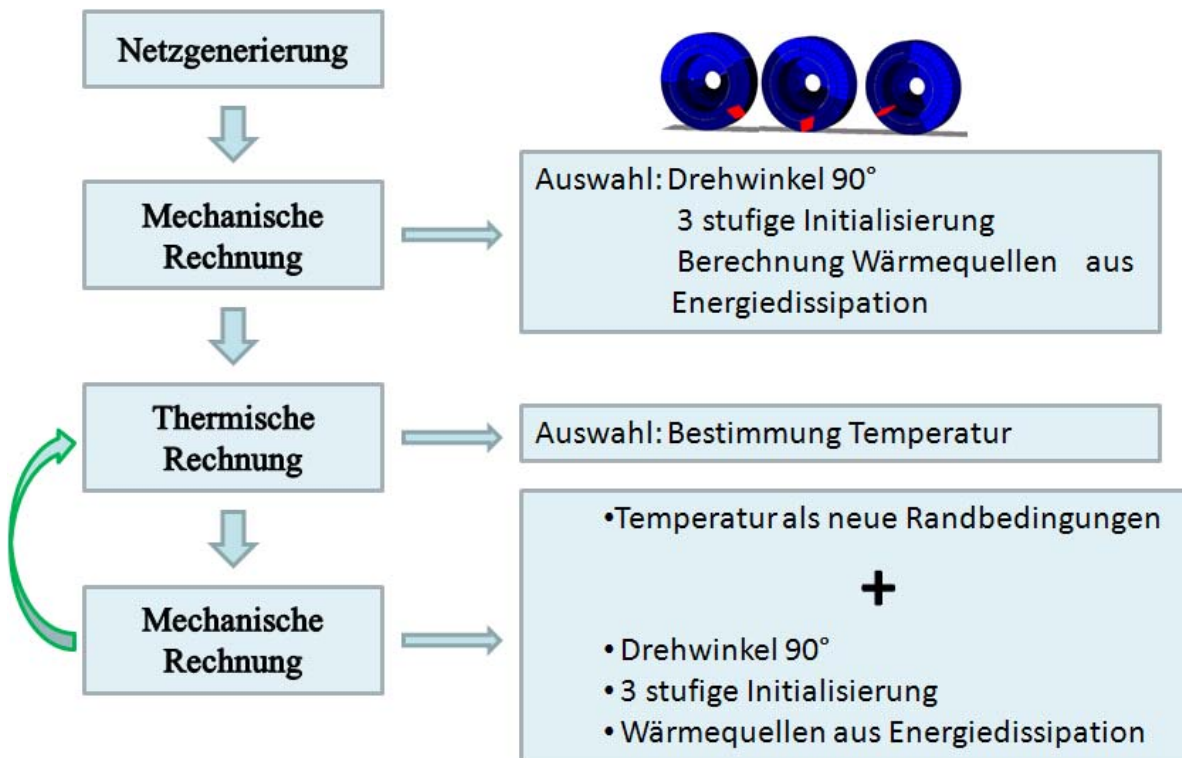 Netzgenerierung
Mechanische
Rechnung
Auswahl: Drehwinkel 90°
3 stufige Initialisierung
Berechnung Wärmequellen aus
Energiedissipation
Thermische
Rechnung
Auswahl: Bestimmung Temperatur
Mechanische
Rechnung
•Temperatur als neue Randbedingungen
+
• Drehwinkel 90°
• 3 stufige Initialisierung
• Wärmequellen aus Energiedissipation